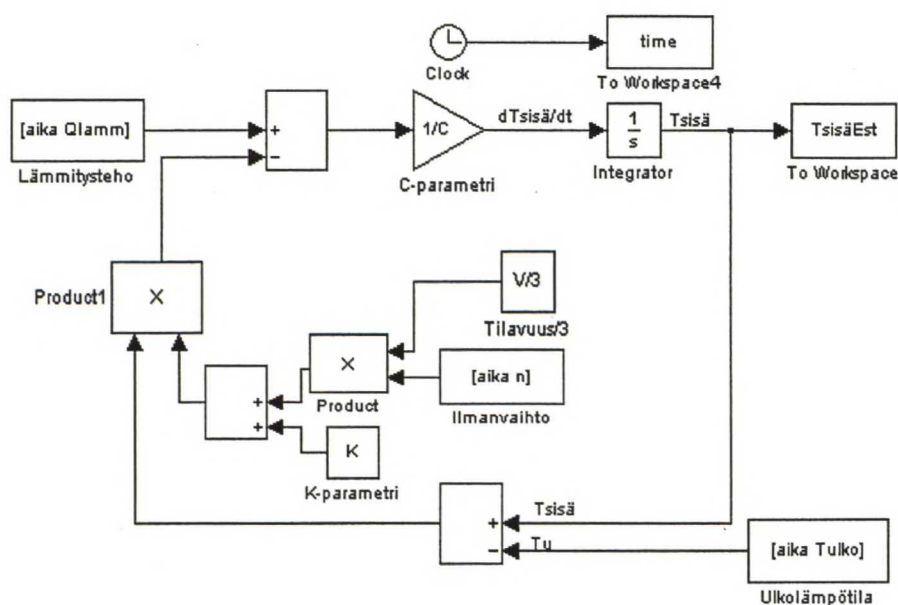 time
Clock
To Workspace4
[aika Qlamm]
Lämmitysteho
+
−
1/C
C-parametri
dTsisä/dt
1
s
Integrator
Tsisä
TsisäEst
To Workspace
Product1
X
V/3
Tilavuus/3
X
Product
[aika n]
Ilmanvaihto
+
+
K
K-parametri
+
−
Tsisä
Tu
[aika Tulko]
Ulkolämpötila